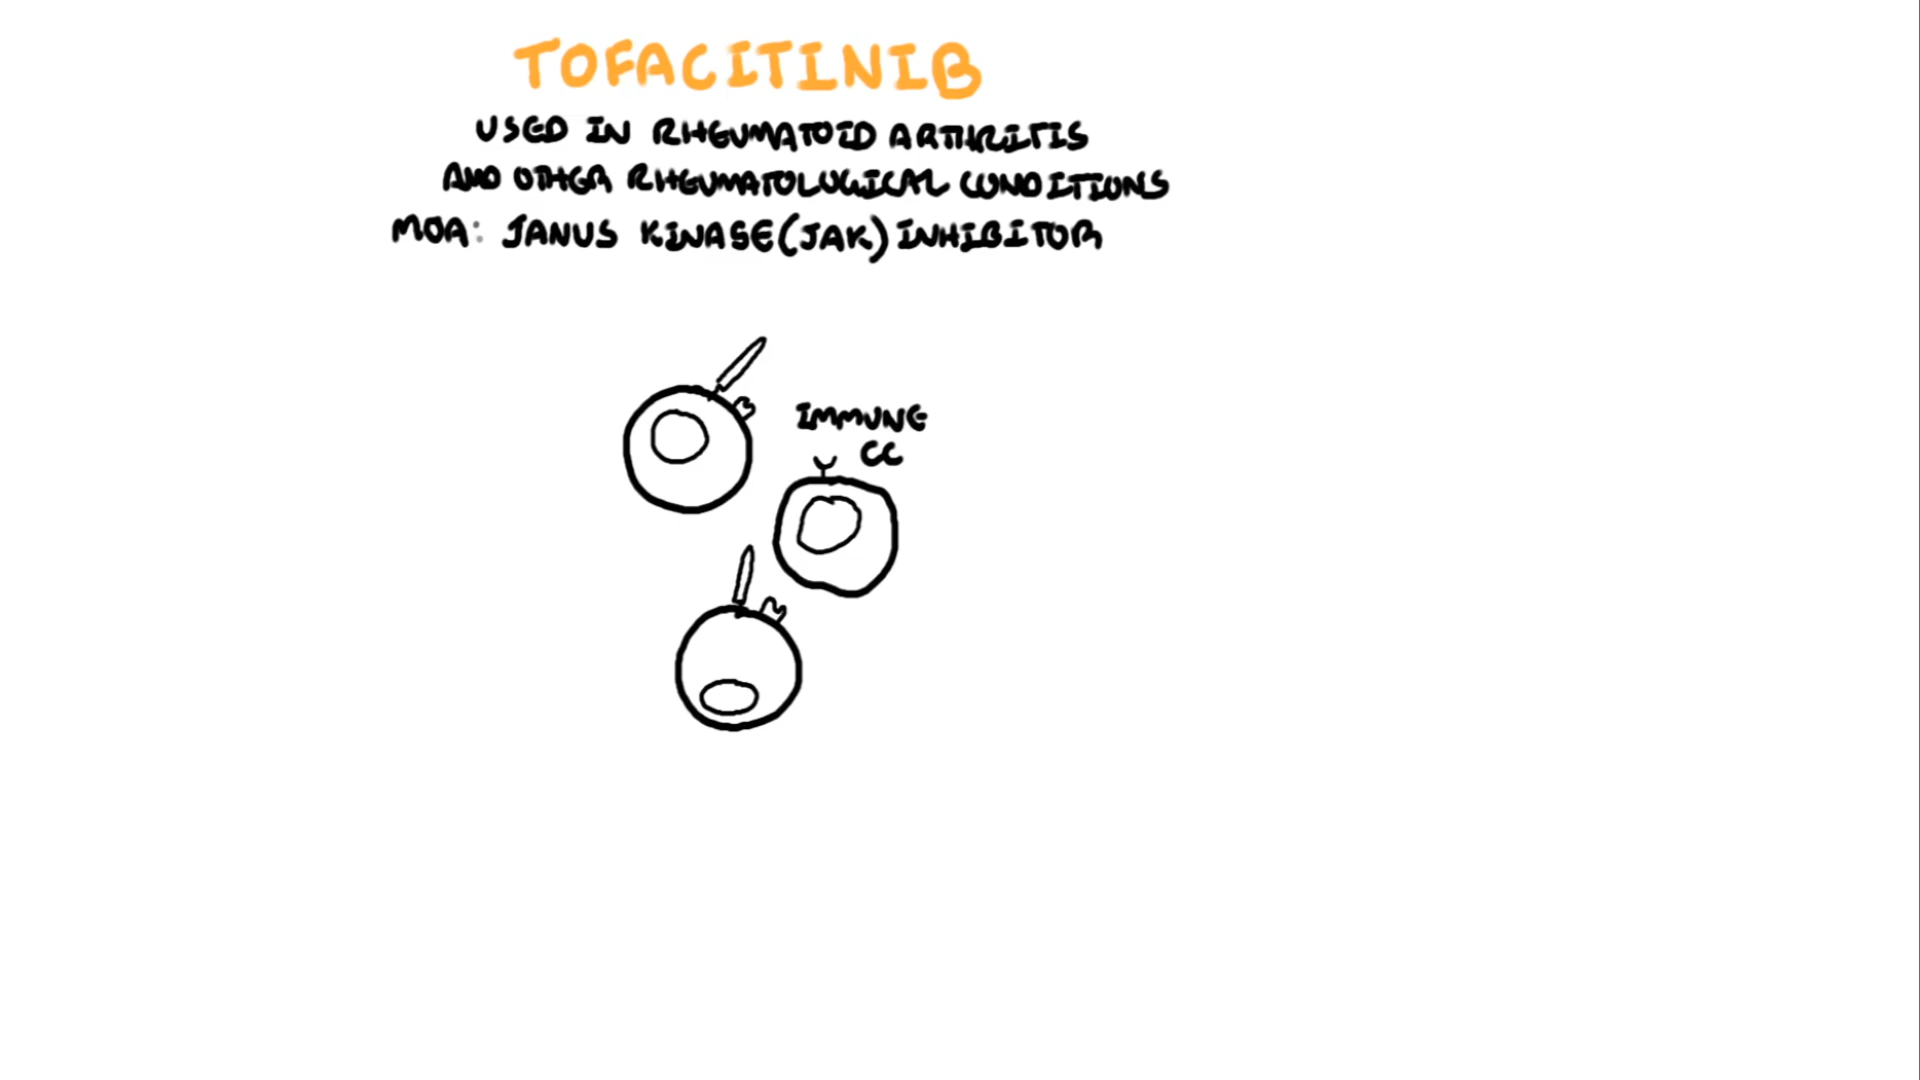 TOFACITINIB
USED IN RHEUMATOID ARTHRITIS
AND OTHER RHEUMATOLOGICAL CONDITIONS
MOA: JANUS KINASE (JAK) INHIBITOR
IMMUNE
CC